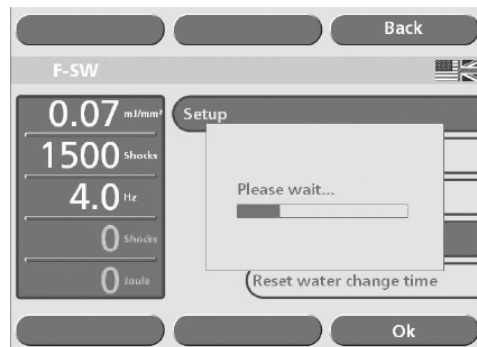 Back
F-SW
0.07 mJ/mm²
1500 Shocks
4.0 Hz
0 Shocks
0 Joule
Setup
Please wait...
Reset water change time
Ok